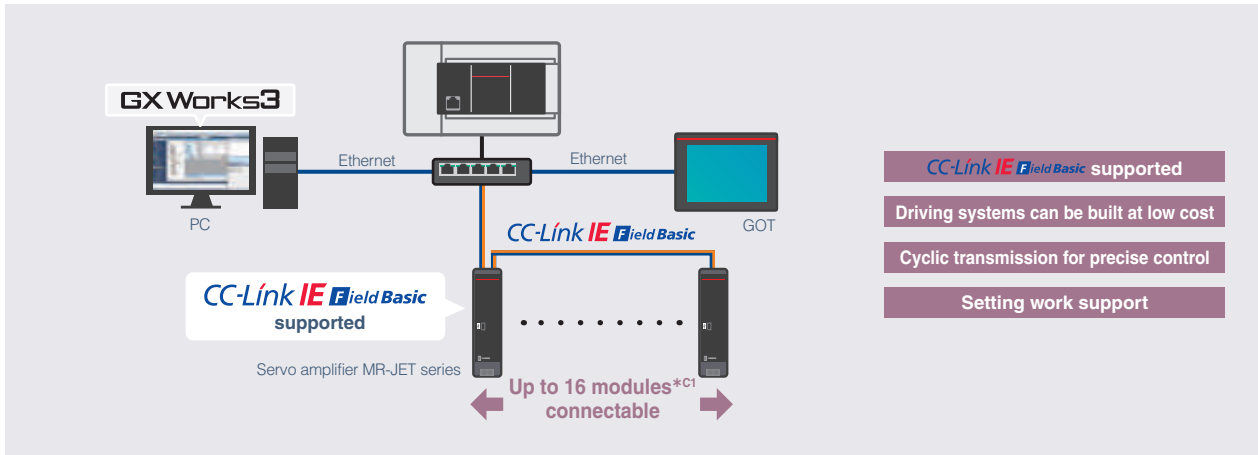 GX Works3
Ethernet
Ethernet
PC
GOT
CC-Link IE Field Basic
CC-Link IE Field Basic
supported
Servo amplifier MR-JET series
Up to 16 modules*C1
connectable
CC-Link IE Field Basic supported
Driving systems can be built at low cost
Cyclic transmission for precise control
Setting work support